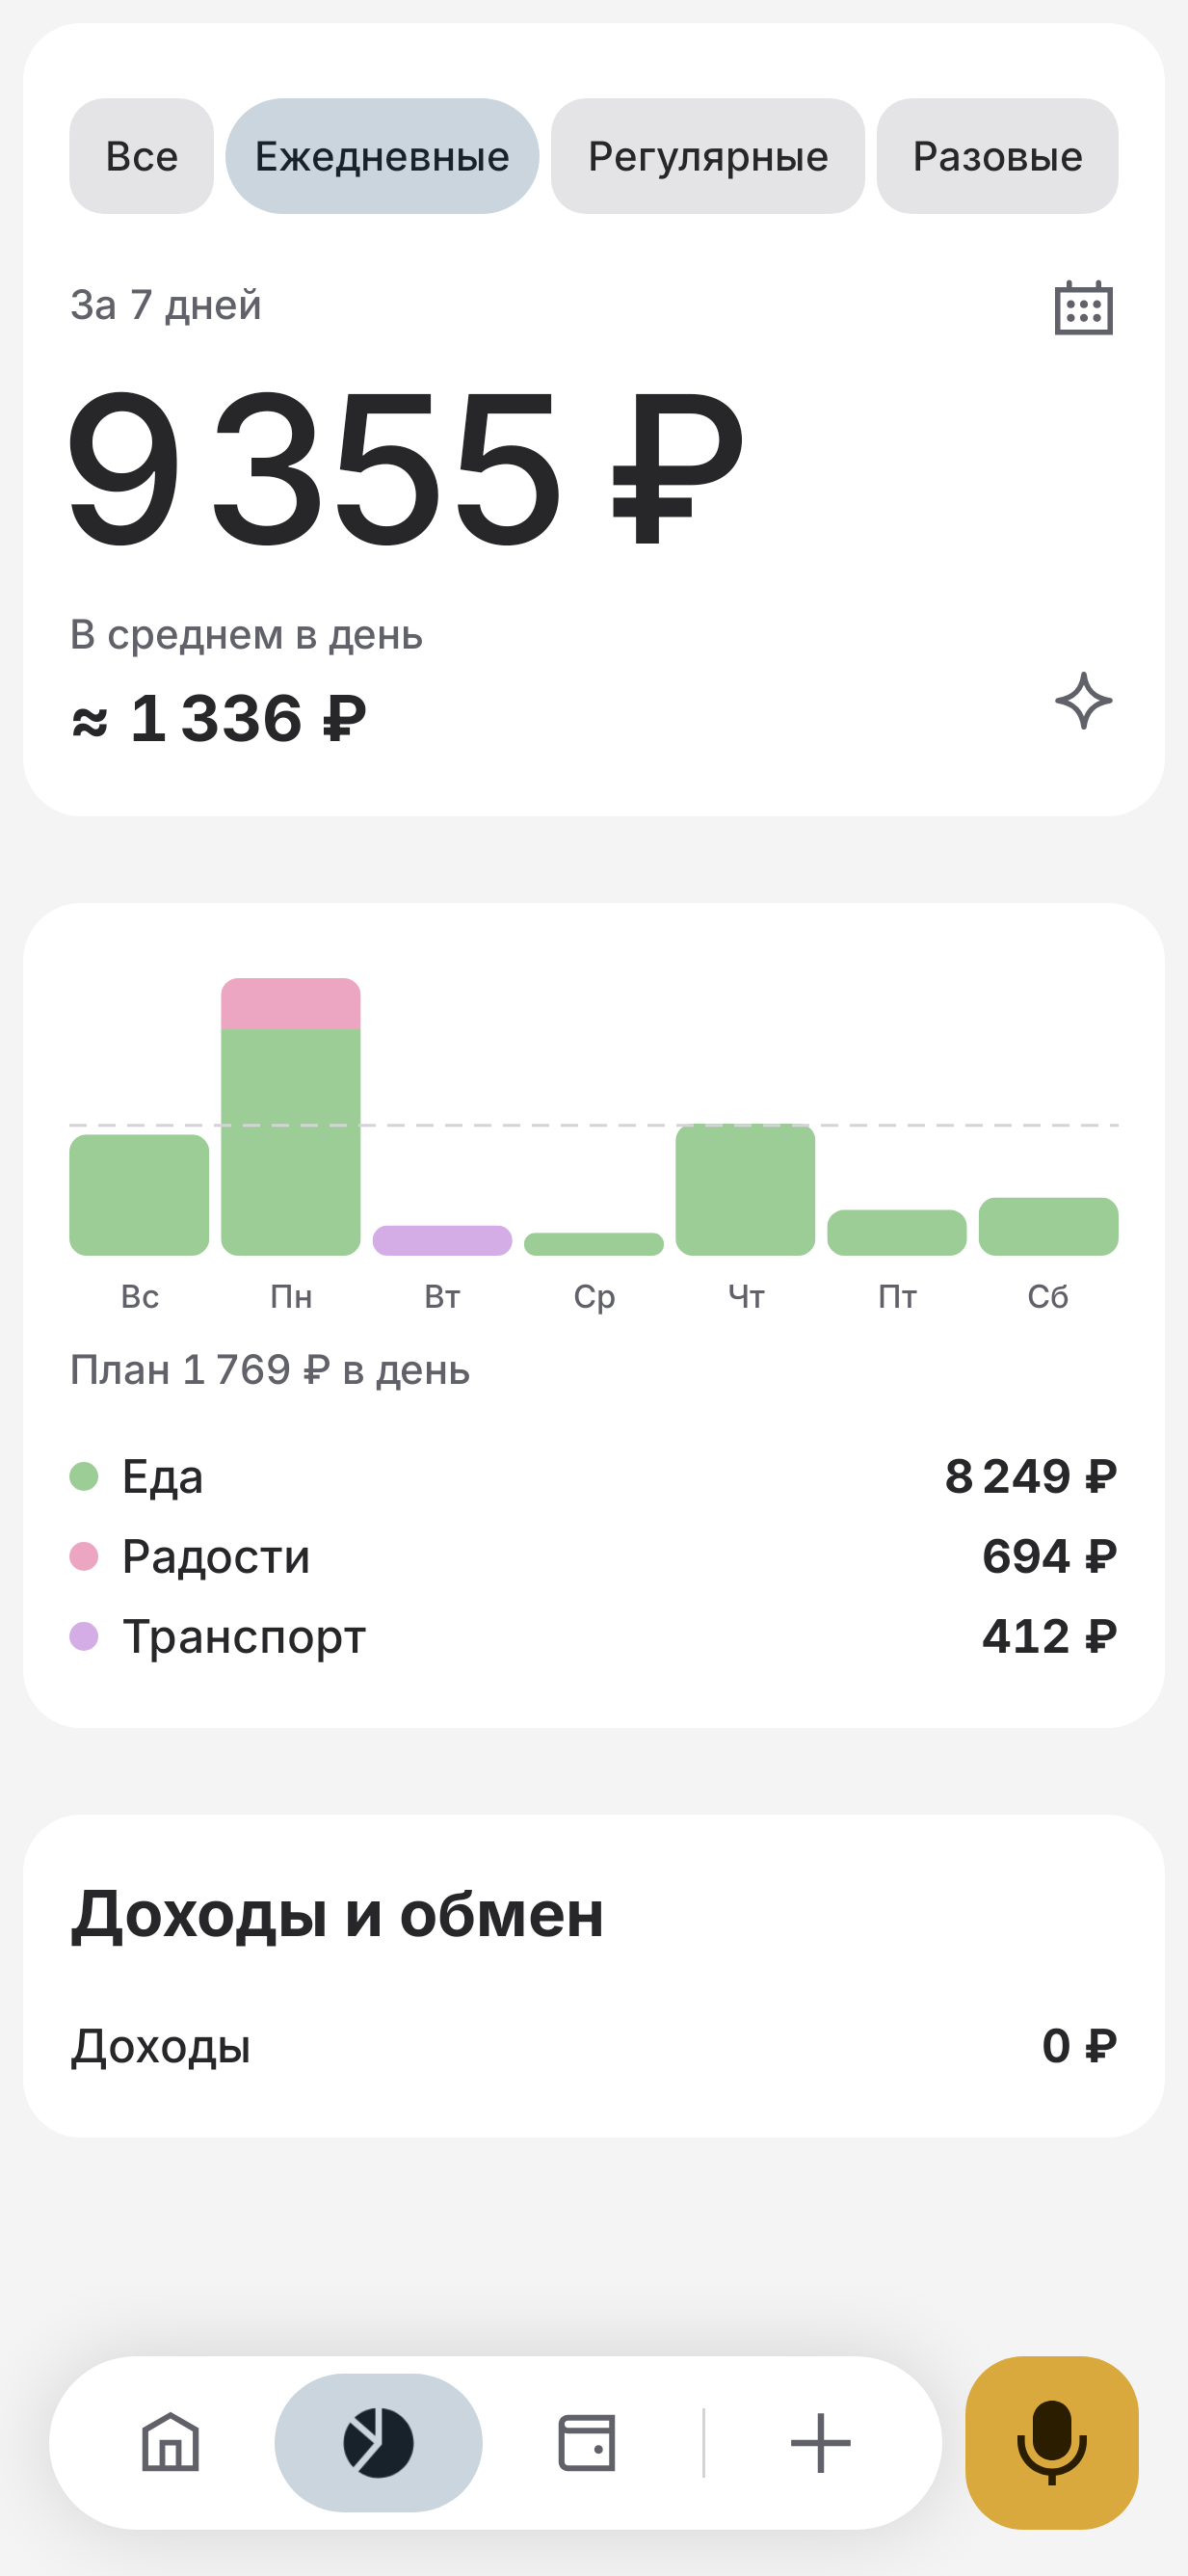 Все Ежедневные Регулярные Разовые
За 7 дней
9 355 ₽
В среднем в день
≈ 1 336 ₽
Вс Пн Вт Ср Чт Пт Сб
План 1 769 ₽ в день
Еда 8 249 ₽
Радости 694 ₽
Транспорт 412 ₽
Доходы и обмен
Доходы 0 ₽